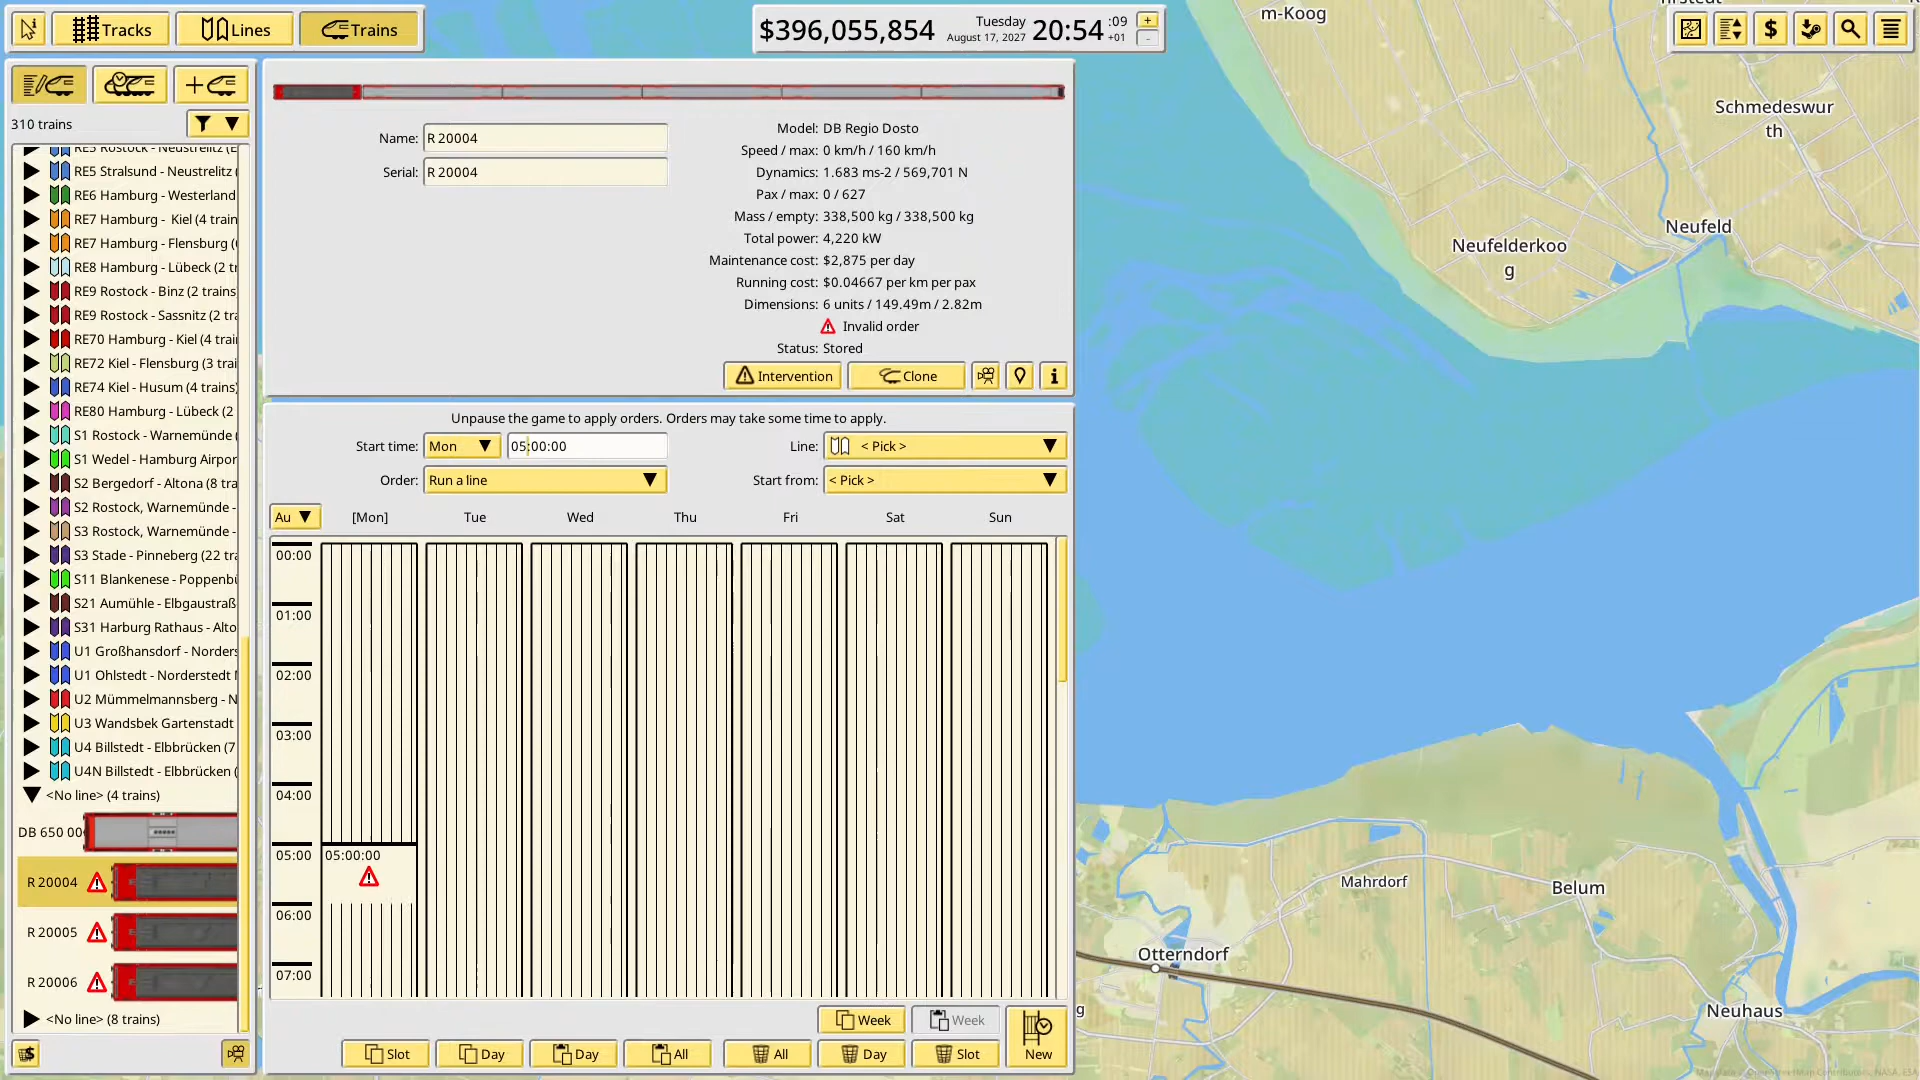 Tracks
Lines
Trains
$396,055,854
Tuesday
August 17, 2027
20:54
:09
+01
+
-
$
310 trains
RE5 Rostock - Neustrelitz (E
RE5 Stralsund - Neustrelitz (
RE6 Hamburg - Westerland
RE7 Hamburg -  Kiel (4 train
RE7 Hamburg - Flensburg (
RE8 Hamburg - Lübeck (2 tr
RE9 Rostock - Binz (2 trains
RE9 Rostock - Sassnitz (2 tra
RE70 Hamburg - Kiel (4 train
RE72 Kiel - Flensburg (3 trai
RE74 Kiel - Husum (4 trains)
RE80 Hamburg - Lübeck (2
S1 Rostock - Warnemünde (
S1 Wedel - Hamburg Airpor
S2 Bergedorf - Altona (8 tra
S2 Rostock, Warnemünde -
S3 Rostock, Warnemünde -
S3 Stade - Pinneberg (22 tra
S11 Blankenese - Poppenbü
S21 Aumühle - Elbgaustraß
S31 Harburg Rathaus - Alto
U1 Großhansdorf - Norders
U1 Ohlstedt - Norderstedt
U2 Mümmelmannsberg - N
U3 Wandsbek Gartenstadt
U4 Billstedt - Elbbrücken (7
U4N Billstedt - Elbbrücken (
<No line> (4 trains)
DB 650 00
R 20004
R 20005
R 20006
<No line> (8 trains)
Name: R 20004
Serial: R 20004
Model: DB Regio Dosto
Speed / max: 0 km/h / 160 km/h
Dynamics: 1.683 ms-2 / 569,701 N
Pax / max: 0 / 627
Mass / empty: 338,500 kg / 338,500 kg
Total power: 4,220 kW
Maintenance cost: $2,875 per day
Running cost: $0.04667 per km per pax
Dimensions: 6 units / 149.49m / 2.82m
Invalid order
Status: Stored
Intervention
Clone
i
Unpause the game to apply orders. Orders may take some time to apply.
Start time: Mon 05:00:00
Line: < Pick >
Order: Run a line
Start from: < Pick >
Au [Mon] Tue Wed Thu Fri Sat Sun
00:00
01:00
02:00
03:00
04:00
05:00 05:00:00
06:00
07:00
Week
Week
New
Slot
Day
Day
All
All
Day
Slot
m-Koog
Schmedeswur
th
Neufeld
Neufelderkoo
g
Mahrdorf
Belum
Otterndorf
Neuhaus
g